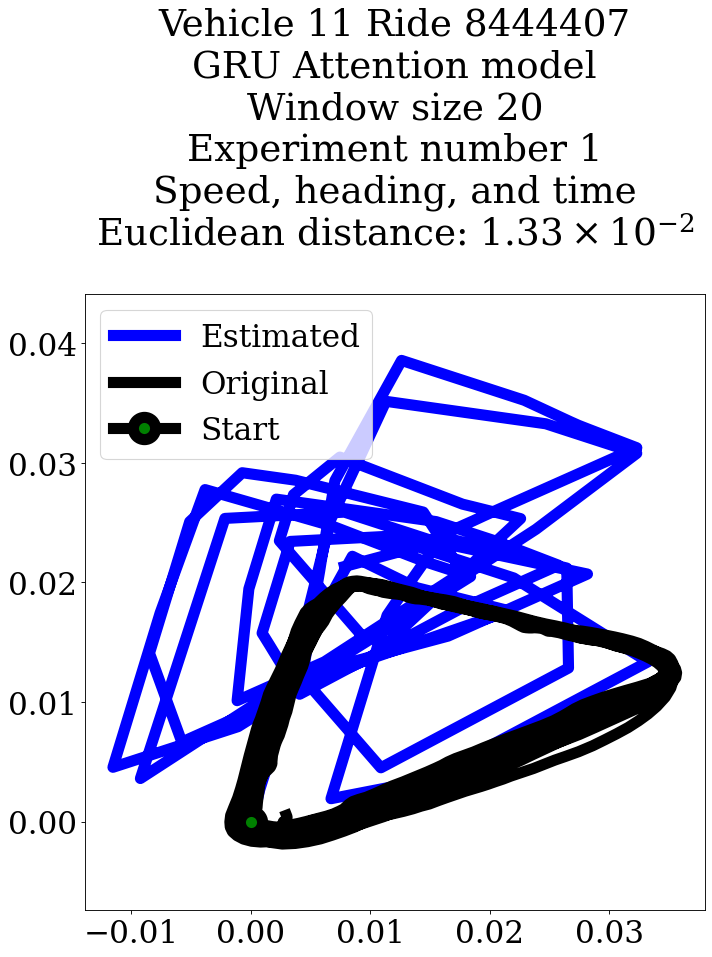 Vehicle 11 Ride 8444407
GRU Attention model
Window size 20
Experiment number 1
Speed, heading, and time
Euclidean distance: 1.33 × 10⁻²
Estimated
Original
Start
0.04
0.03
0.02
0.01
0.00
−0.01 0.00 0.01 0.02 0.03